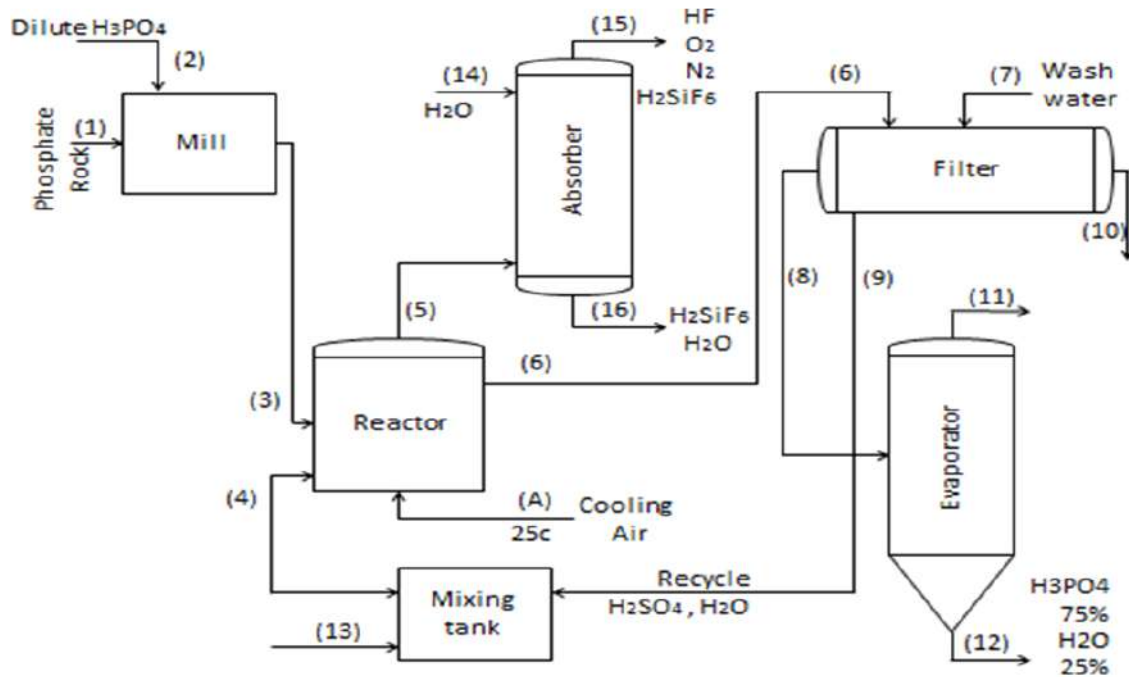 Dilute H3PO4
(2)
(1)
Phosphate
Rock
Mill
(3)
(14)
H2O
Absorber
(15)
HF
O2
N2
H2SiF6
(5)
(16)
H2SiF6
H2O
(6)
(6)
(7)
Wash
water
Filter
(10)
(8)
(9)
Reactor
(4)
(A)
25c
Cooling
Air
Mixing
tank
(13)
Recycle
H2SO4 , H2O
(11)
Evaporator
(12)
H3PO4
75%
H2O
25%